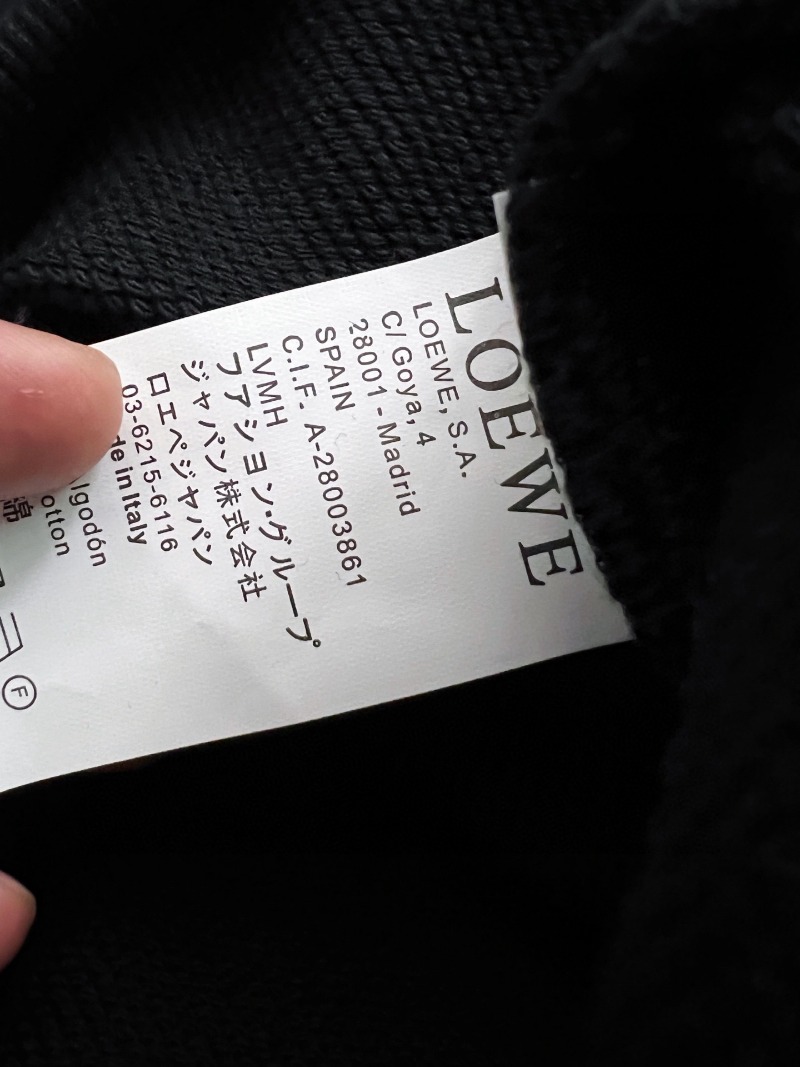 LOEWE
LOEWE, S.A.
C/Goya, 4
28001 - Madrid
SPAIN
C.I.F. A-28003861
LVMH
ファション・グループ
ジャパン株式会社
ロエベジャパン
03-6215-6116
de in Italy
lgodón
otton
綿
F